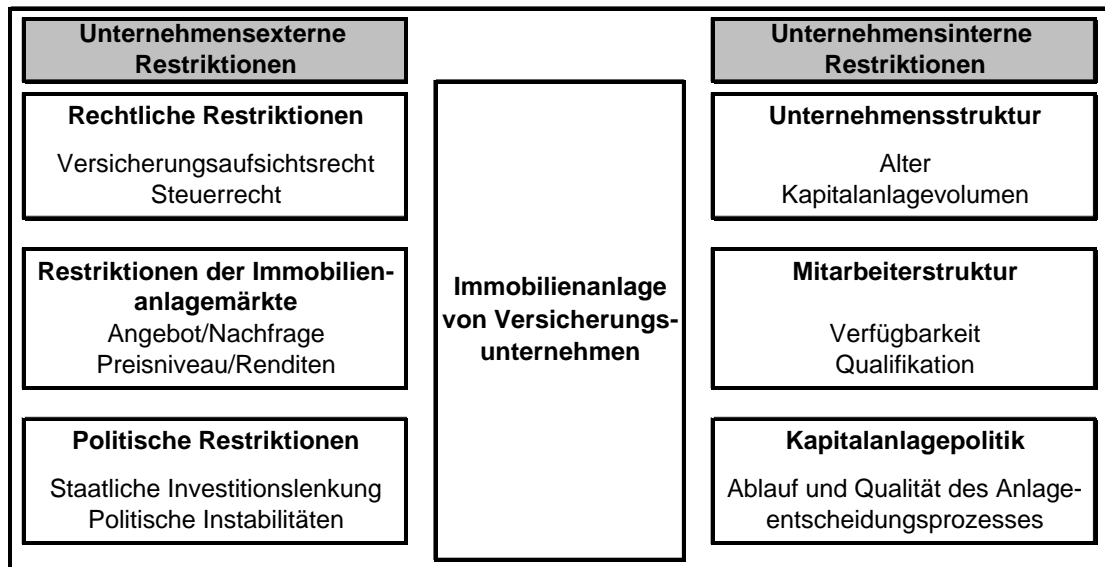 Unternehmensexterne
Restriktionen
Rechtliche Restriktionen
Versicherungsaufsichtsrecht
Steuerrecht
Restriktionen der Immobilien-
anlagemärkte
Angebot/Nachfrage
Preisniveau/Renditen
Politische Restriktionen
Staatliche Investitionslenkung
Politische Instabilitäten
Immobilienanlage
von Versicherungs-
unternehmen
Unternehmensinterne
Restriktionen
Unternehmensstruktur
Alter
Kapitalanlagevolumen
Mitarbeiterstruktur
Verfügbarkeit
Qualifikation
Kapitalanlagepolitik
Ablauf und Qualität des Anlage-
entscheidungsprozesses